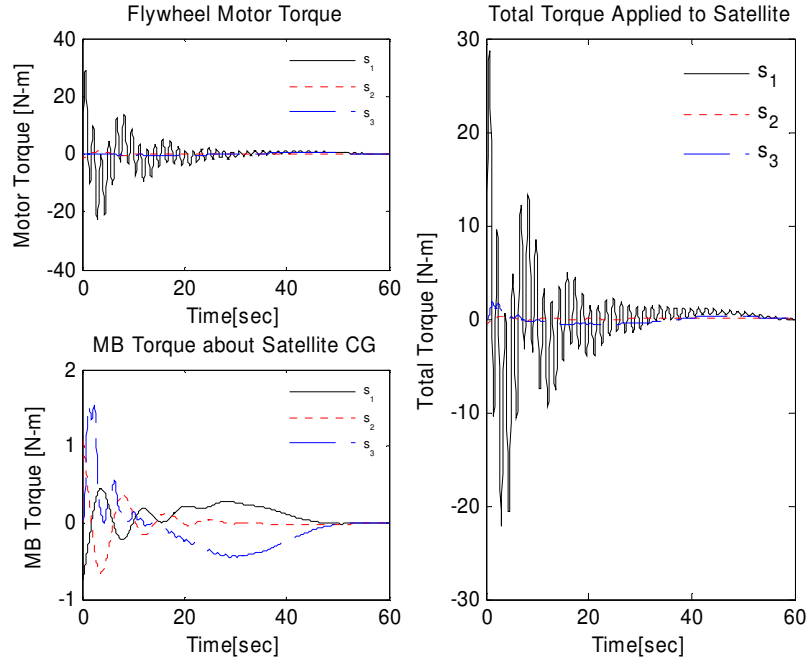 Flywheel Motor Torque
40
20
0
-20
-40
0
20
40
60
Motor Torque [N-m]
Time[sec]
s1
s2
s3
MB Torque about Satellite CG
2
1
0
-1
0
20
40
60
MB Torque [N-m]
Time[sec]
s1
s2
s3
Total Torque Applied to Satellite
30
20
10
0
-10
-20
-30
0
20
40
60
Total Torque [N-m]
Time[sec]
s1
s2
s3